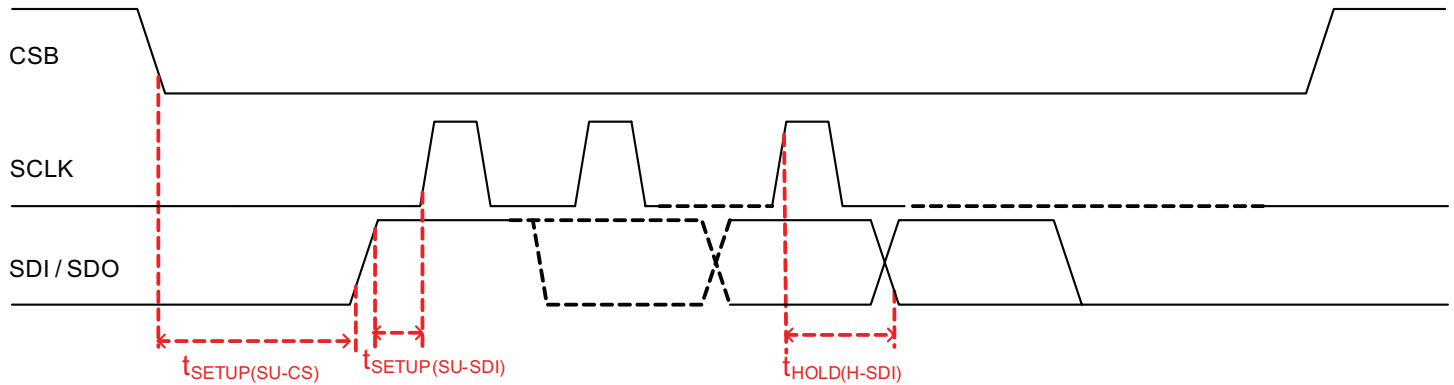 CSB
SCLK
SDI / SDO
tSETUP(SU-CS)
tSETUP(SU-SDI)
tHOLD(H-SDI)